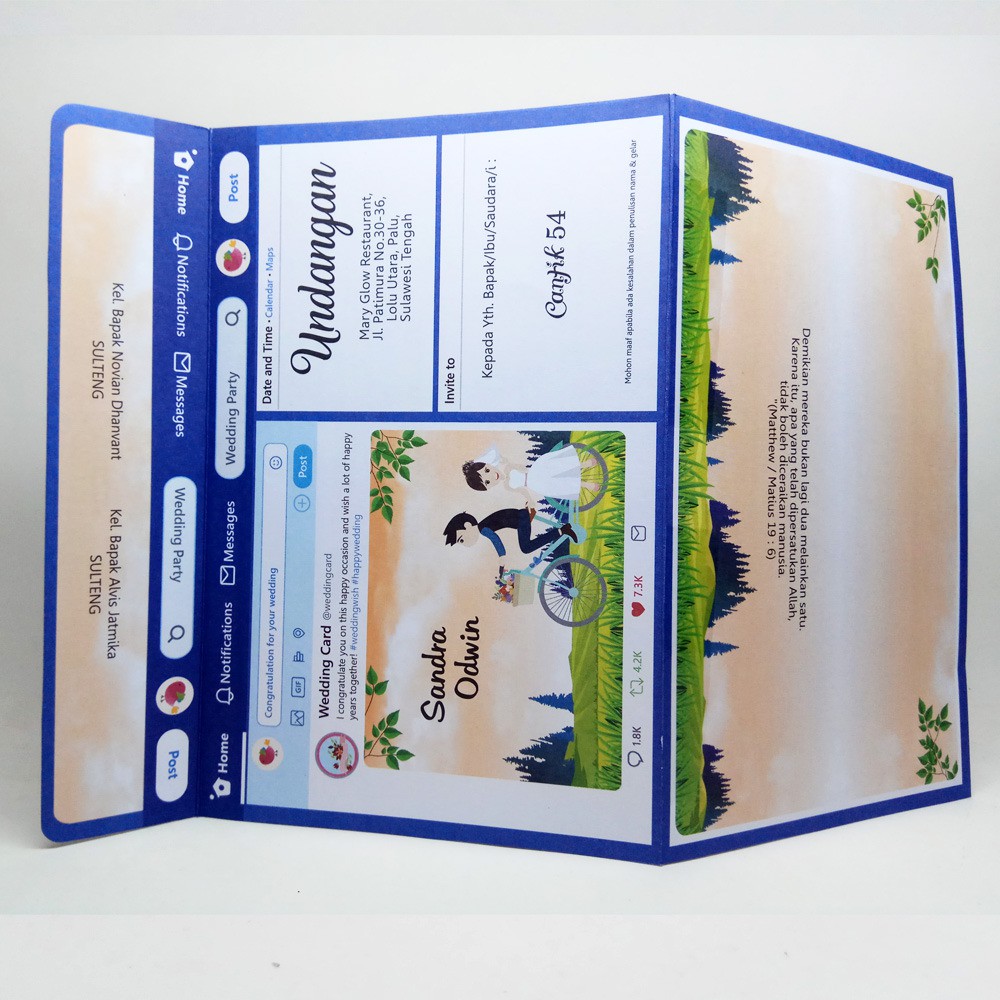 Kel. Bapak Novian Dhanvant
SULTENG
Kel. Bapak Alvis Jatmika
SULTENG
Home
Notifications
Messages
Wedding Party
Post
Home
Notifications
Messages
Wedding Party
Post
Congratulation for your wedding
GIF
Post
Wedding Card @weddingcard
I congratulate you on this happy occasion and wish a lot of happy
years together! #weddingwish #happywedding
Sandra
Odwin
1.8K
4.2K
7.3K
Date and Time • Calendar • Maps
Undangan
Mary Glow Restaurant,
Jl. Patimura No.30-36,
Lolu Utara, Palu,
Sulawesi Tengah
Invite to
Kepada Yth. Bapak/Ibu/Saudara/i :
Cantik 54
Mohon maaf apabila ada kesalahan dalam penulisan nama & gelar
Demikian mereka bukan lagi dua melainkan satu.
Karena itu, apa yang telah dipersatukan Allah,
tidak boleh diceraikan manusia.
"(Matthew / Matius 19 : 6)